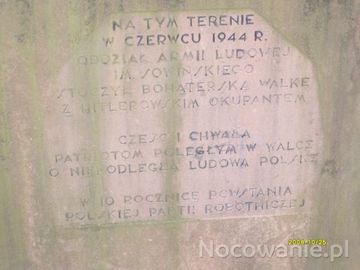 NA TYM TERENIE
W CZERWCU 1944 R.
ODDZIAŁ ARMII LUDOWEJ
IM. SOWIŃSKIEGO
STOCZYŁ BOHATERSKĄ WALKĘ
Z HITLEROWSKIM OKUPANTEM
CZEŚĆ I CHWAŁA
PATRIOTOM POLEGŁYM W WALCE
O NIEPODLEGŁĄ LUDOWĄ POLSKĘ
W 10 ROCZNICĘ POWSTANIA
POLSKIEJ PARTII ROBOTNICZEJ
2008/10/25
Nocowanie.pl